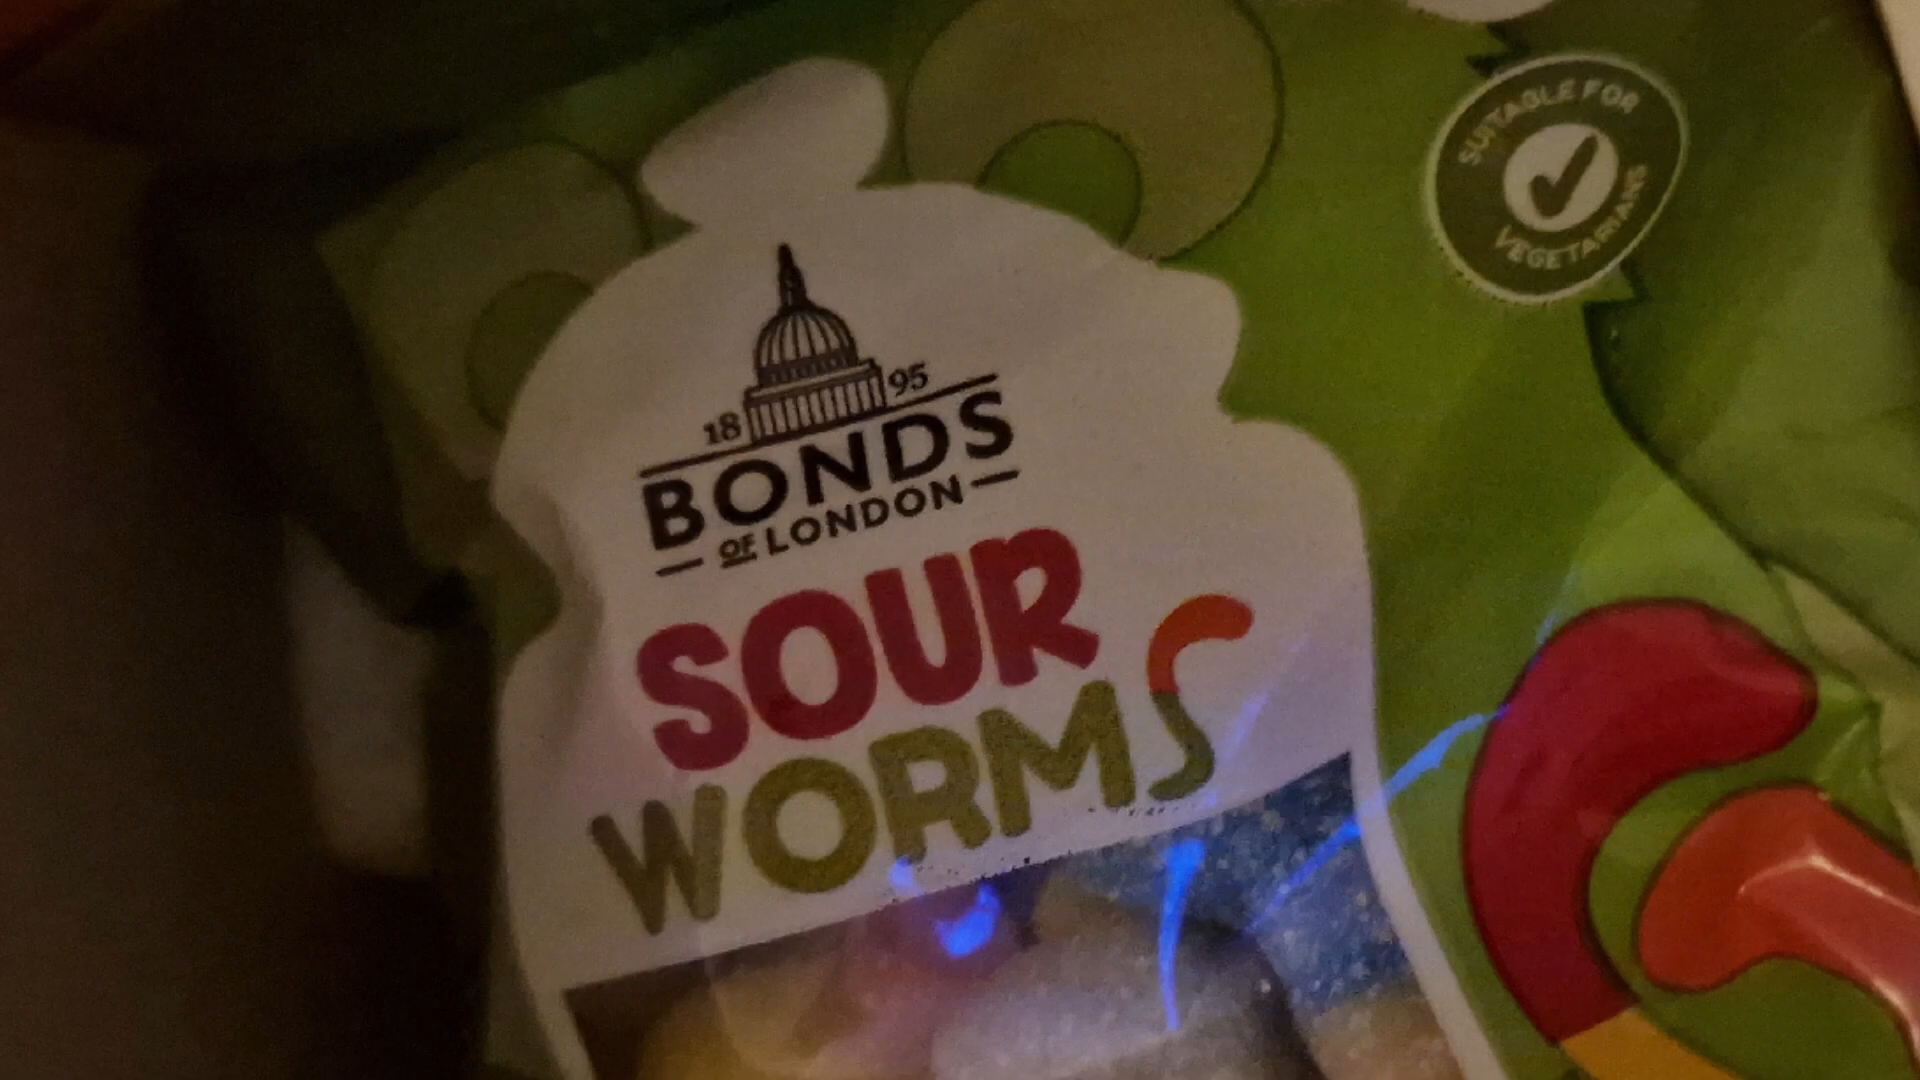 SUITABLE FOR
VEGETARIANS
18 95
BONDS
OF LONDON
SOUR
WORMS